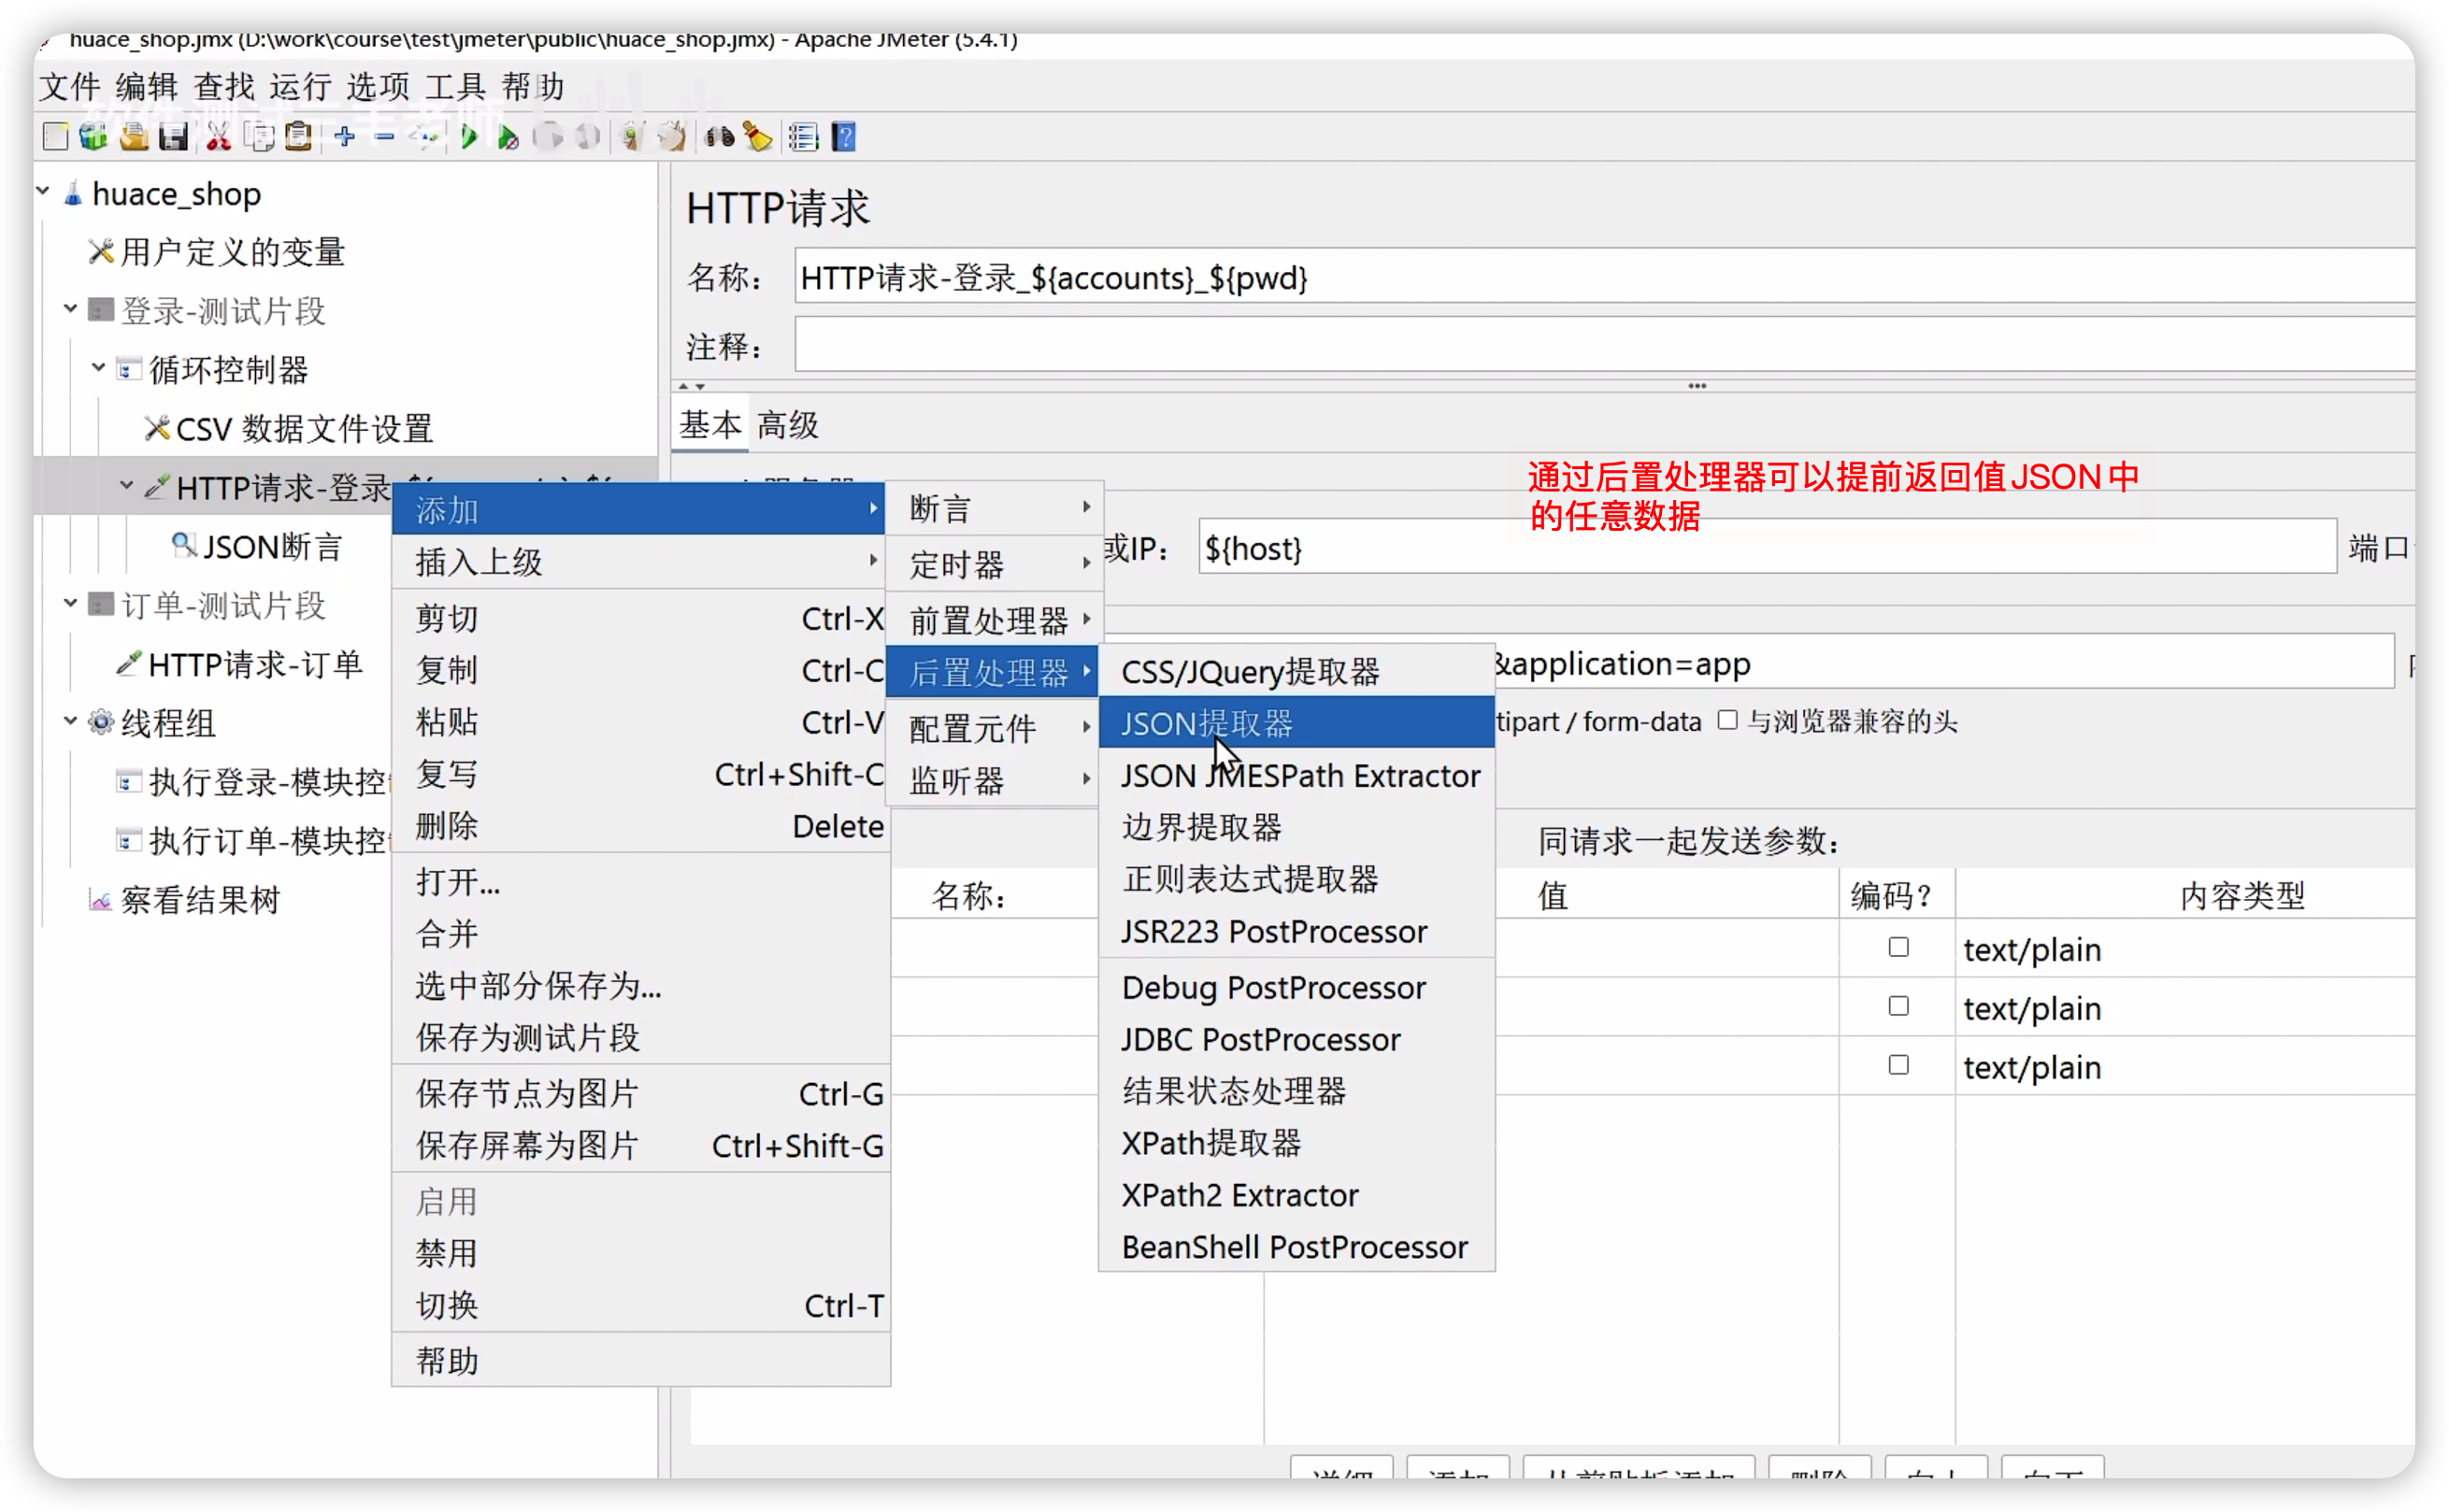 huace_shop.jmx (D:\work\course\test\jmeter\public\huace_shop.jmx) - Apache JMeter (5.4.1)
文件 编辑 查找 运行 选项 工具 帮助
huace_shop
用户定义的变量
登录-测试片段
循环控制器
CSV 数据文件设置
HTTP请求-登录
JSON断言
订单-测试片段
HTTP请求-订单
线程组
执行登录-模块控
执行订单-模块控
察看结果树
HTTP请求
名称：
HTTP请求-登录_${accounts}_${pwd}
注释：
基本 高级
通过后置处理器可以提前返回值JSON中
的任意数据
或IP：
${host}
端口
&application=app
tipart / form-data
与浏览器兼容的头
同请求一起发送参数：
名称：
值
编码？
内容类型
text/plain
text/plain
text/plain
添加
插入上级
剪切 Ctrl-X
复制 Ctrl-C
粘贴 Ctrl-V
复写 Ctrl+Shift-C
删除 Delete
打开...
合并
选中部分保存为...
保存为测试片段
保存节点为图片 Ctrl-G
保存屏幕为图片 Ctrl+Shift-G
启用
禁用
切换 Ctrl-T
帮助
断言
定时器
前置处理器
后置处理器
配置元件
监听器
CSS/JQuery提取器
JSON提取器
JSON JMESPath Extractor
边界提取器
正则表达式提取器
JSR223 PostProcessor
Debug PostProcessor
JDBC PostProcessor
结果状态处理器
XPath提取器
XPath2 Extractor
BeanShell PostProcessor